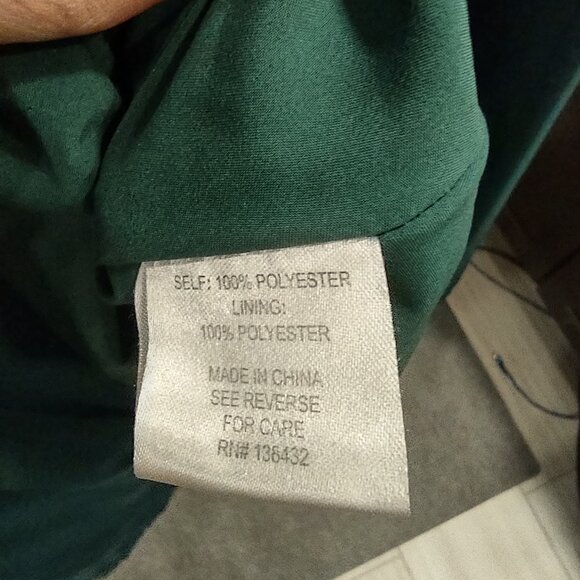 SELF: 100% POLYESTER
LINING:
100% POLYESTER
MADE IN CHINA
SEE REVERSE
FOR CARE
RN# 136432